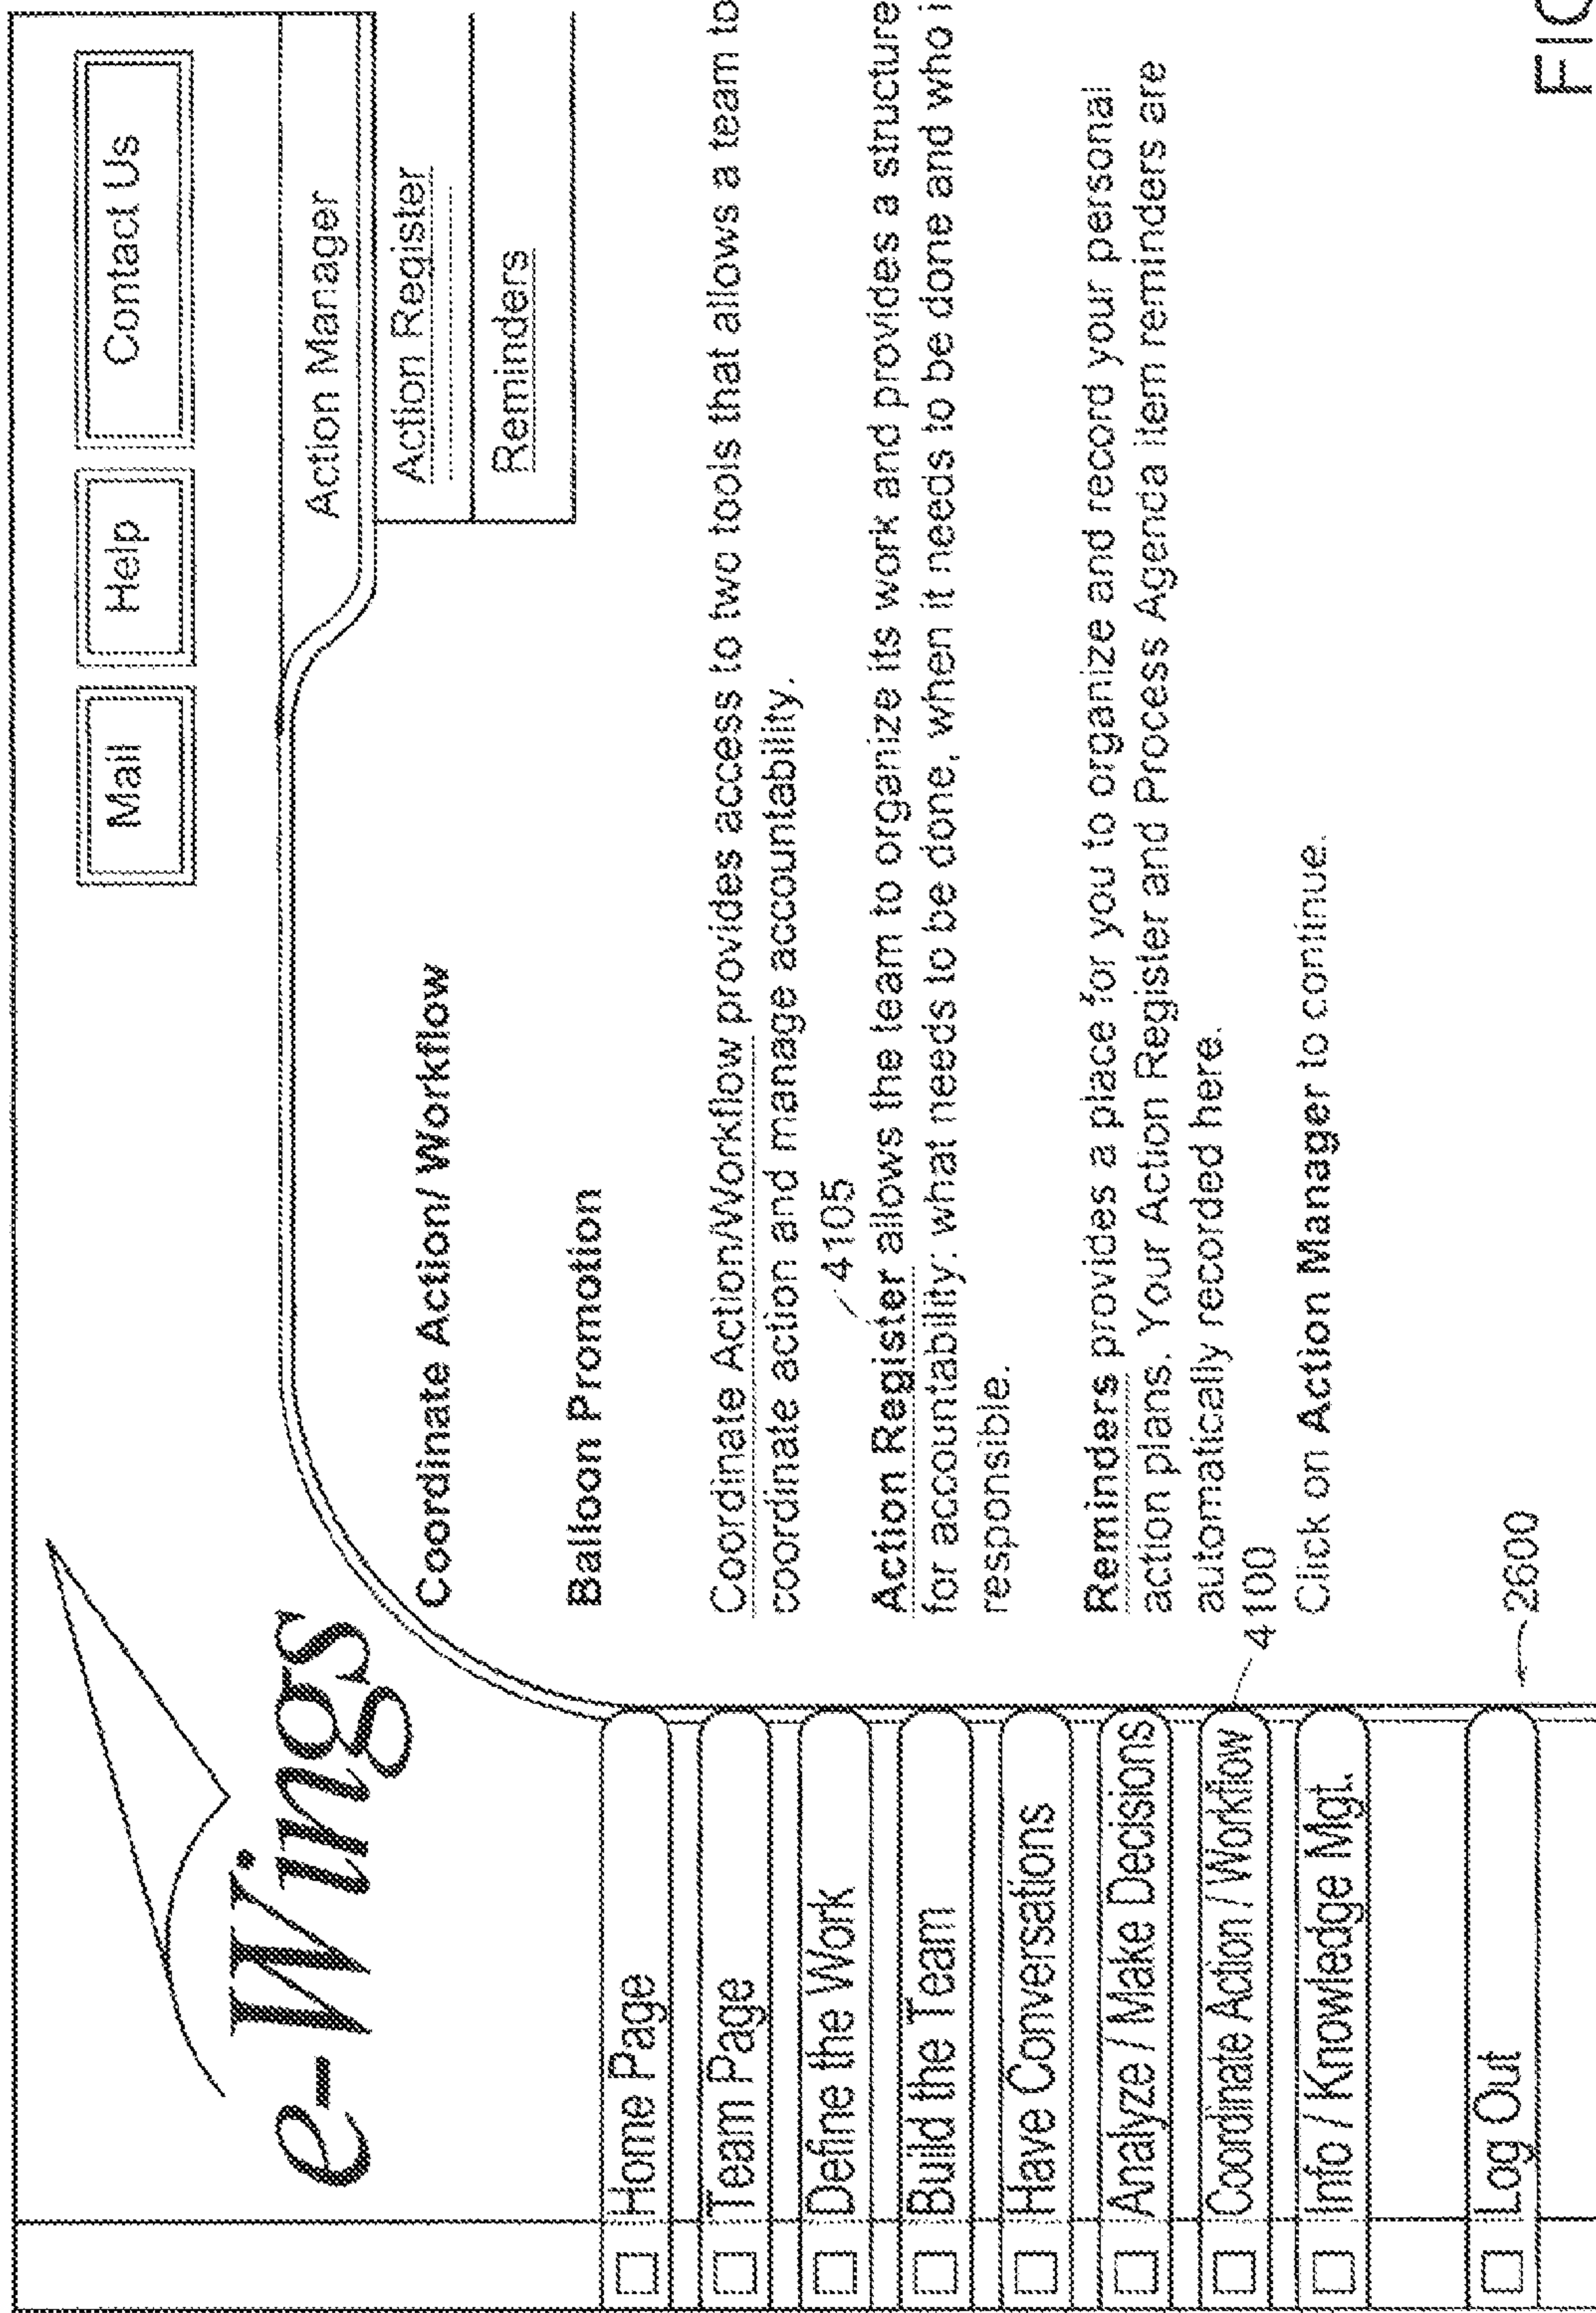 e-Wings
Mail
Help
Contact Us
Action Manager
Action Register
Reminders
Home Page
Team Page
Define the Work
Build the Team
Have Conversations
Analyze / Make Decisions
Coordinate Action / Workflow
Info / Knowledge Mgt.
Log Out
Coordinate Action/ Workflow
Balloon Promotion
Coordinate Action/Workflow provides access to two tools that allows a team to
coordinate action and manage accountability.
4105
Action Register allows the team to organize its work and provides a structure
for accountability: what needs to be done, when it needs to be done and who i
responsible.
Reminders provides a place for you to organize and record your personal
action plans. Your Action Register and Process Agenda item reminders are
automatically recorded here.
4100
Click on Action Manager to continue.
2600